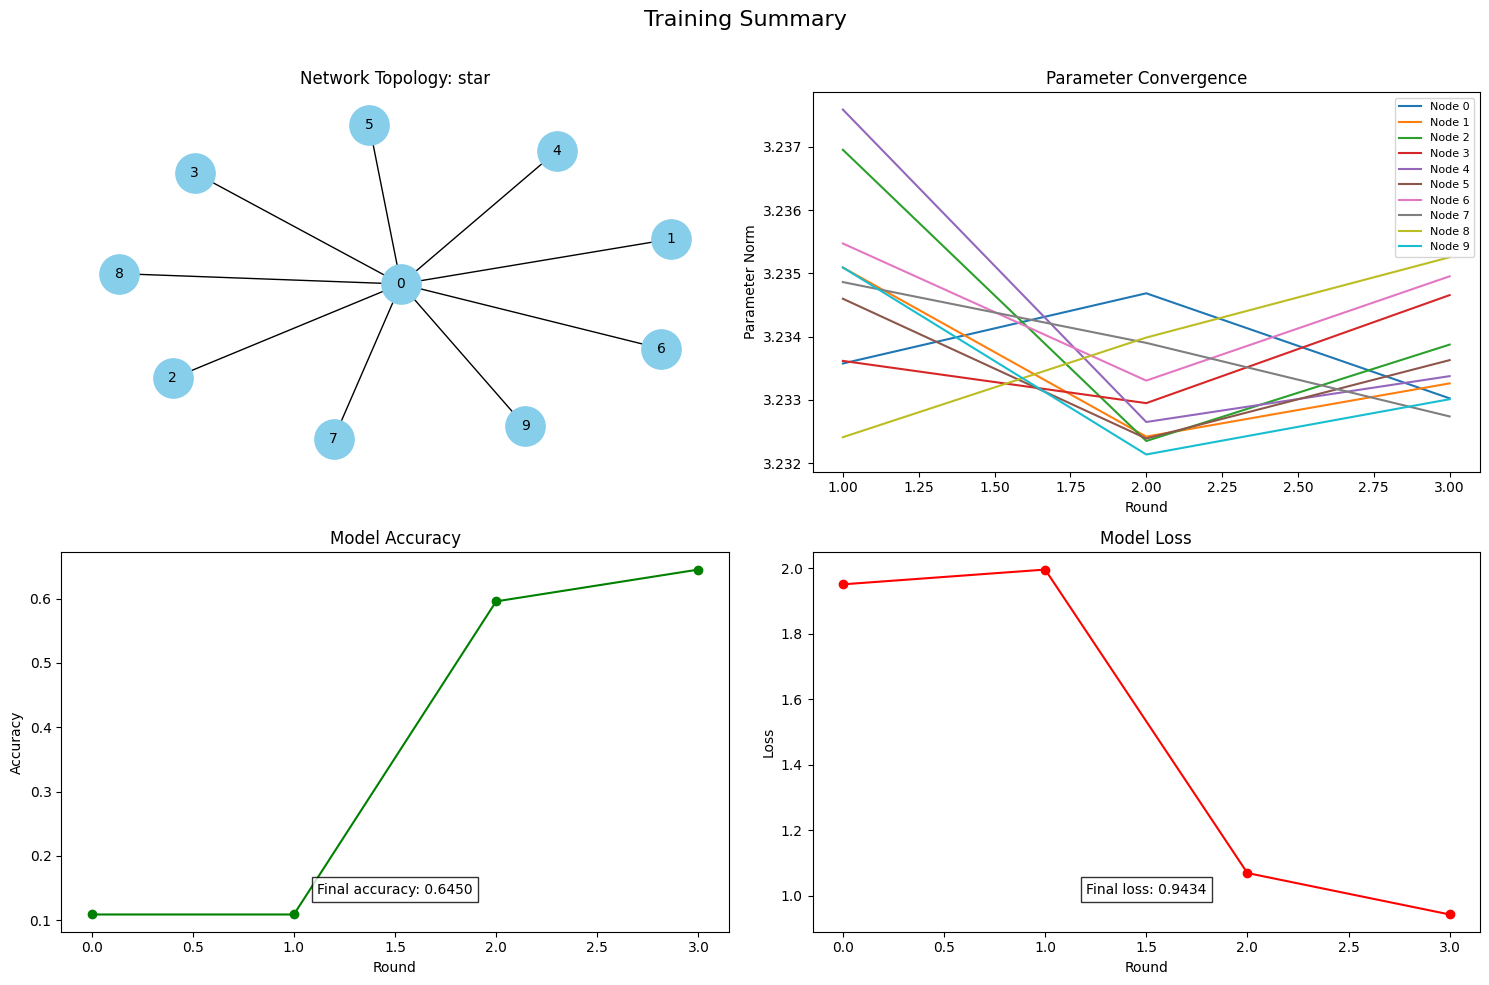 Training Summary
Network Topology: star
5
4
3
1
8
0
6
2
9
7
Parameter Convergence
Parameter Norm
3.237
3.236
3.235
3.234
3.233
3.232
Node 0
Node 1
Node 2
Node 3
Node 4
Node 5
Node 6
Node 7
Node 8
Node 9
1.00 1.25 1.50 1.75 2.00 2.25 2.50 2.75 3.00
Round
Model Accuracy
Accuracy
0.6
0.5
0.4
0.3
0.2
0.1
Final accuracy: 0.6450
0.0 0.5 1.0 1.5 2.0 2.5 3.0
Round
Model Loss
Loss
2.0
1.8
1.6
1.4
1.2
1.0
Final loss: 0.9434
0.0 0.5 1.0 1.5 2.0 2.5 3.0
Round